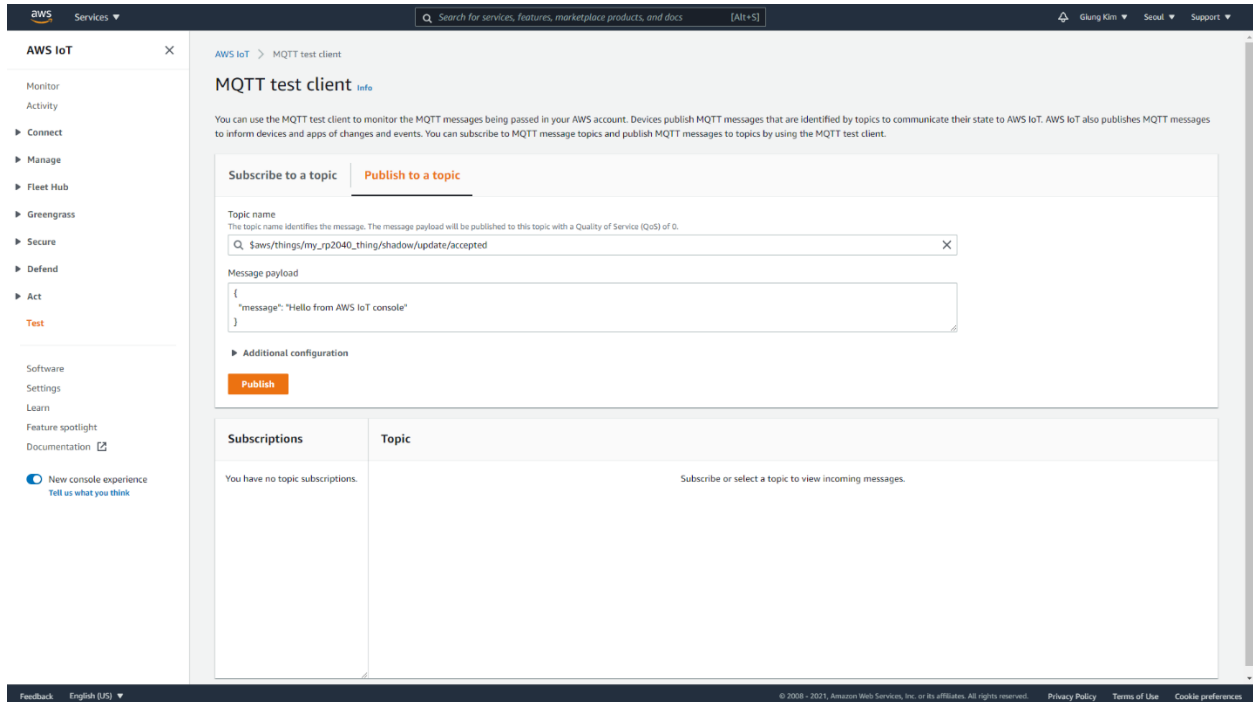 aws Services ▼ Search for services, features, marketplace products, and docs [Alt+S] Giung Kim ▼ Seoul ▼ Support ▼
AWS IoT
Monitor
Activity
Connect
Manage
Fleet Hub
Greengrass
Secure
Defend
Act
Test
Software
Settings
Learn
Feature spotlight
Documentation
New console experience
Tell us what you think
AWS IoT > MQTT test client
MQTT test client Info
You can use the MQTT test client to monitor the MQTT messages being passed in your AWS account. Devices publish MQTT messages that are identified by topics to communicate their state to AWS IoT. AWS IoT also publishes MQTT messages
to inform devices and apps of changes and events. You can subscribe to MQTT message topics and publish MQTT messages to topics by using the MQTT test client.
Subscribe to a topic Publish to a topic
Topic name
The topic name identifies the message. The message payload will be published to this topic with a Quality of Service (QoS) of 0.
$aws/things/my_rp2040_thing/shadow/update/accepted
Message payload
{
"message": "Hello from AWS IoT console"
}
Additional configuration
Publish
Subscriptions Topic
You have no topic subscriptions. Subscribe or select a topic to view incoming messages.
Feedback English (US) ▼ © 2008 - 2021, Amazon Web Services, Inc. or its affiliates. All rights reserved. Privacy Policy Terms of Use Cookie preferences